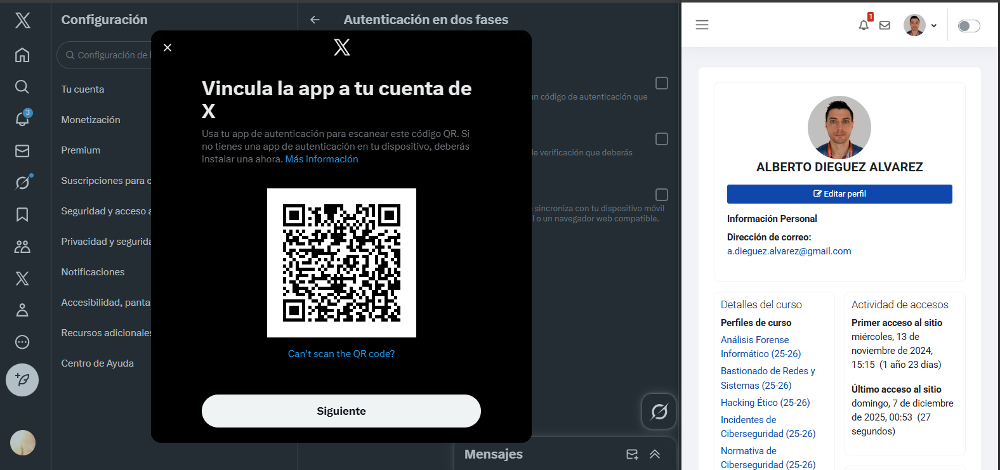 Configuración
Configuración de l
Tu cuenta
Monetización
Premium
Suscripciones para c
Seguridad y acceso a
Privacidad y segurida
Notificaciones
Accesibilidad, panta
Recursos adicionales
Centro de Ayuda
3
Autenticación en dos fases
un código de autenticación que
de verificación que deberás
e sincroniza con tu dispositivo móvil
l o un navegador web compatible.
Vincula la app a tu cuenta de
X
Usa tu app de autenticación para escanear este código QR. Si
no tienes una app de autenticación en tu dispositivo, deberás
instalar una ahora. Más información
Can't scan the QR code?
Siguiente
Mensajes
1
ALBERTO DIEGUEZ ALVAREZ
Editar perfil
Información Personal
Dirección de correo:
a.dieguez.alvarez@gmail.com
Detalles del curso
Perfiles de curso
Análisis Forense
Informático (25-26)
Bastionado de Redes y
Sistemas (25-26)
Hacking Ético (25-26)
Incidentes de
Ciberseguridad (25-26)
Normativa de
Ciberseguridad (25-26)
Actividad de accesos
Primer acceso al sitio
miércoles, 13 de
noviembre de 2024,
15:15 (1 año 23 días)
Último acceso al sitio
domingo, 7 de diciembre
de 2025, 00:53 (27
segundos)